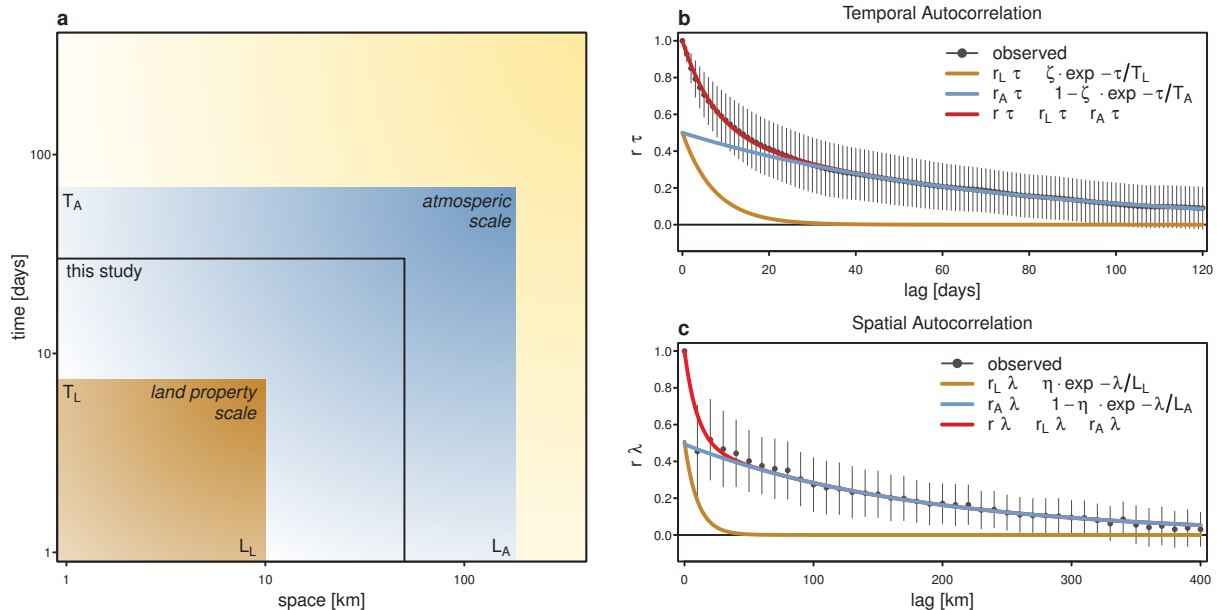 a
100
10
1
time [days]
T_A
atmosperic
scale
this study
T_L
land property
scale
L_L
L_A
1
10
100
space [km]
b
Temporal Autocorrelation
1.0
0.8
0.6
0.4
0.2
0.0
r τ
observed
r_L τ ζ · exp −τ/T_L
r_A τ 1−ζ · exp −τ/T_A
r τ r_L τ r_A τ
0
20
40
60
80
100
120
lag [days]
c
Spatial Autocorrelation
1.0
0.8
0.6
0.4
0.2
0.0
r λ
observed
r_L λ η · exp −λ/L_L
r_A λ 1−η · exp −λ/L_A
r λ r_L λ r_A λ
0
100
200
300
400
lag [km]